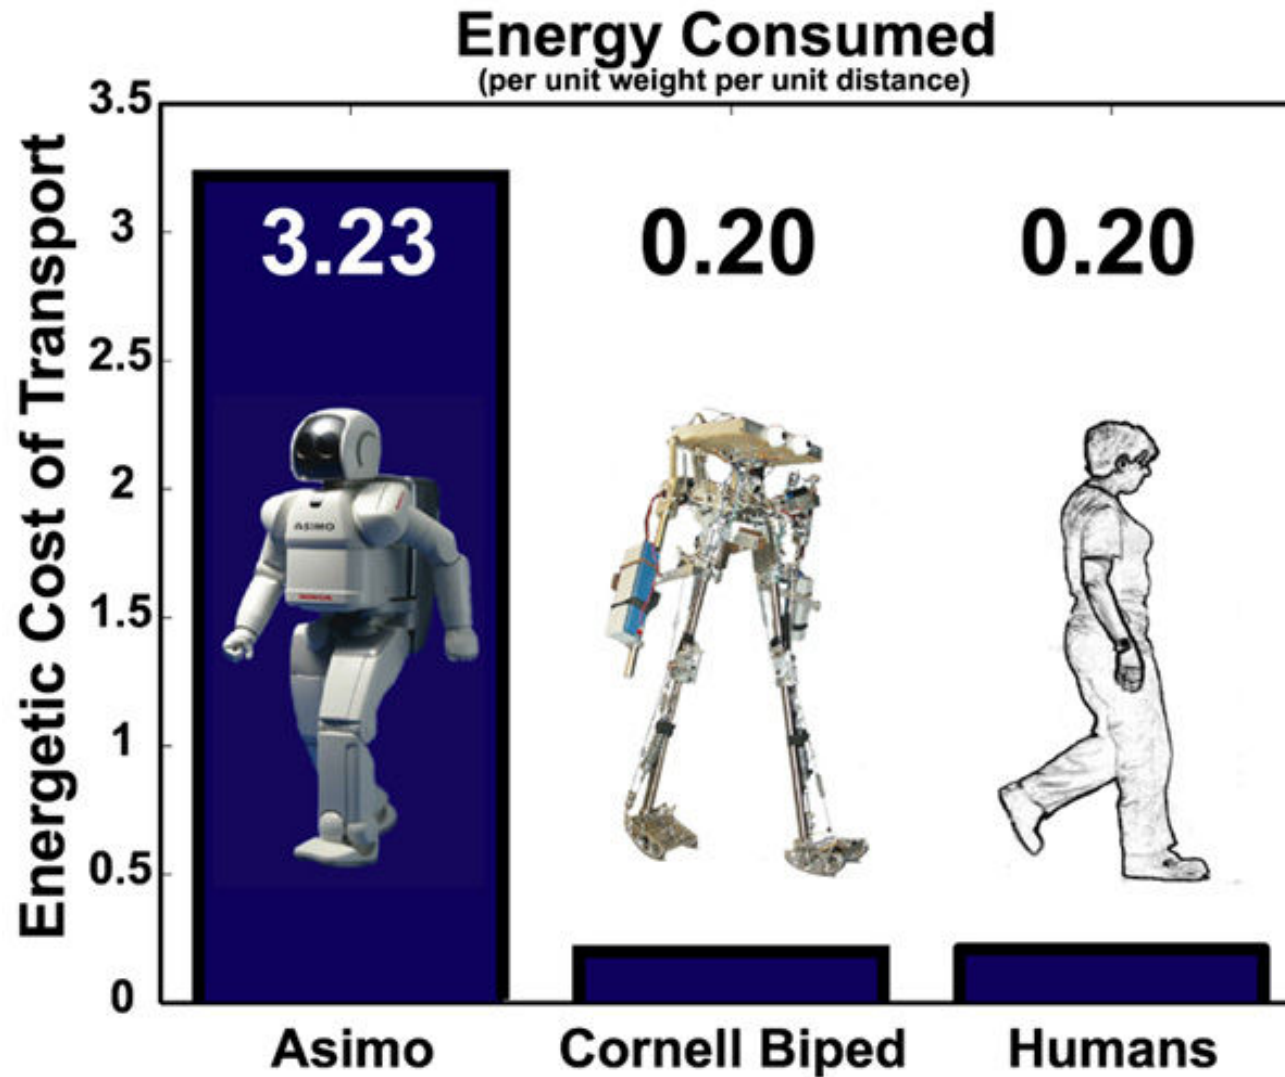 Energy Consumed
(per unit weight per unit distance)
Energetic Cost of Transport
3.5
3
2.5
2
1.5
1
0.5
0
3.23
0.20
0.20
ASIMO
HONDA
Asimo
Cornell Biped
Humans